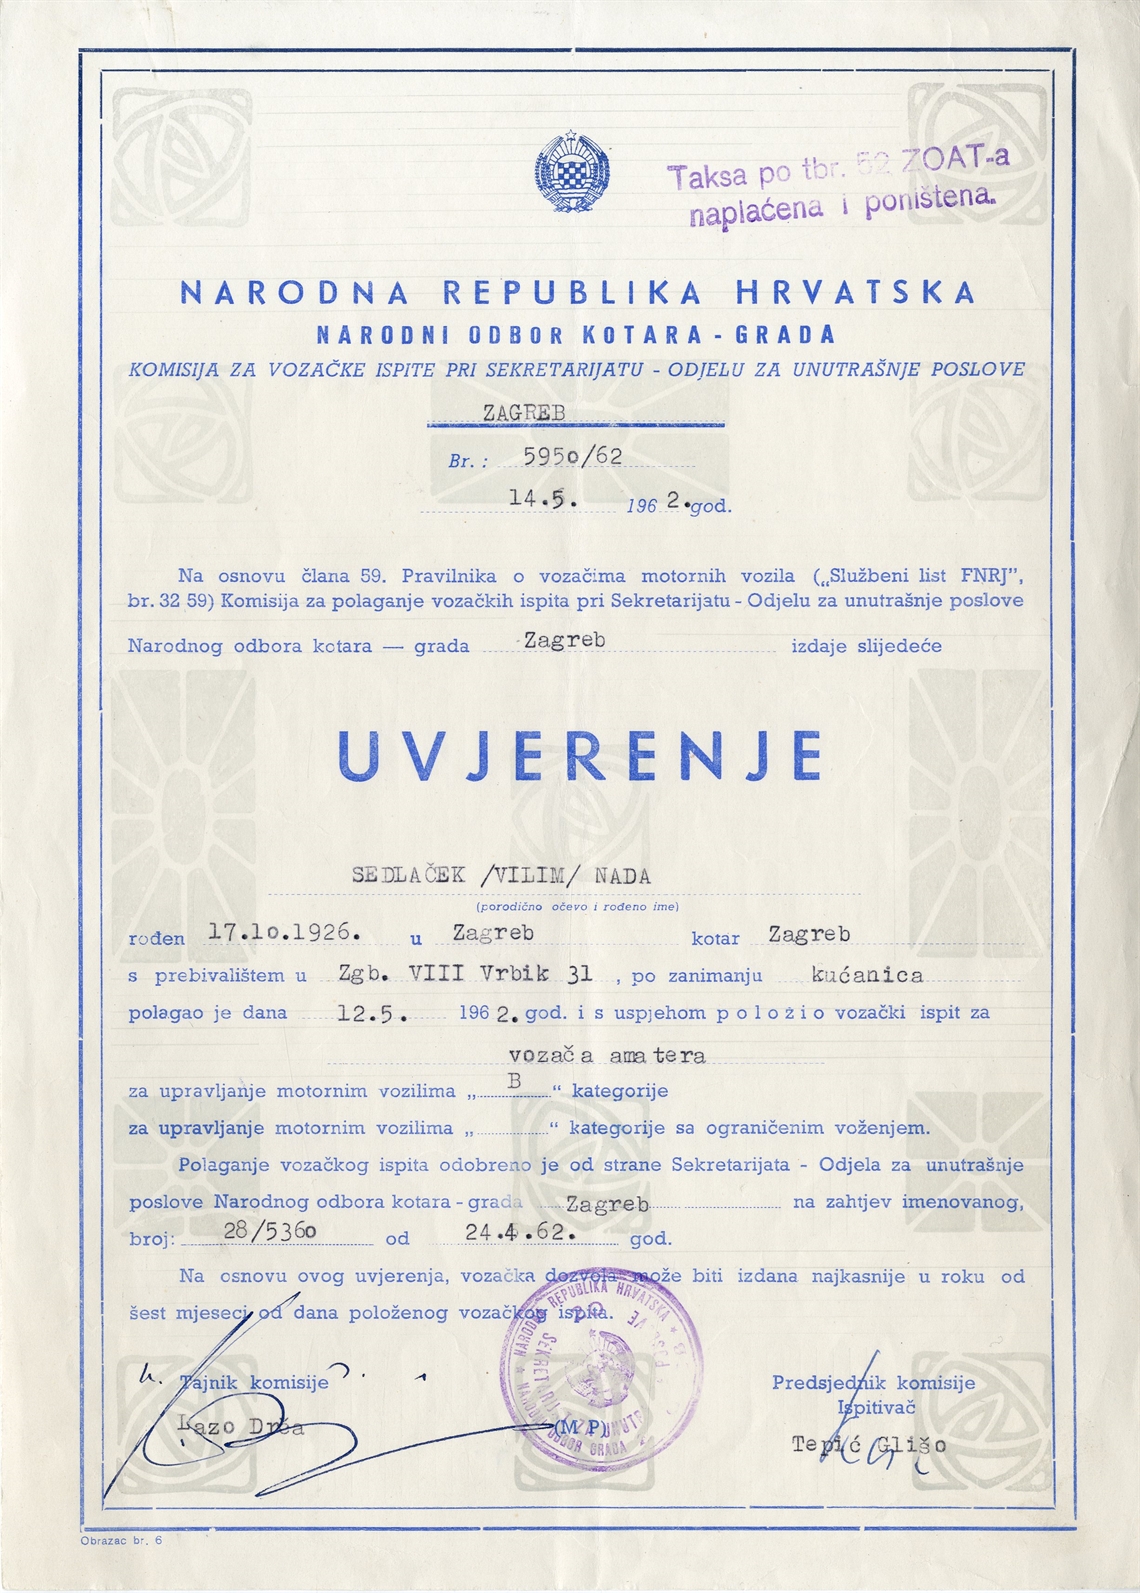 Taksa po tbr. 52 ZOAT-a
naplaćena i poništena.
NARODNA REPUBLIKA HRVATSKA
NARODNI ODBOR KOTARA - GRADA
KOMISIJA ZA VOZAČKE ISPITE PRI SEKRETARIJATU - ODJELU ZA UNUTRAŠNJE POSLOVE
ZAGREB
Br.: 5950/62
14.5. 1962.god.
Na osnovu člana 59. Pravilnika o vozačima motornih vozila („Službeni list FNRJ”,
br. 32 59) Komisija za polaganje vozačkih ispita pri Sekretarijatu - Odjelu za unutrašnje poslove
Narodnog odbora kotara — grada Zagreb izdaje slijedeće
UVJERENJE
SEDLAČEK /VILIM/ NADA
(porodično očevo i rođeno ime)
rođen 17.10.1926. u Zagreb kotar Zagreb
s prebivalištem u Zgb. VIII Vrbik 31 , po zanimanju kućanica
polagao je dana 12.5. 1962. god. i s uspjehom položio vozački ispit za
vozača amatera
za upravljanje motornim vozilima „B“ kategorije
za upravljanje motornim vozilima „.......“ kategorije sa ograničenim voženjem.
Polaganje vozačkog ispita odobreno je od strane Sekretarijata - Odjela za unutrašnje
poslove Narodnog odbora kotara - grada Zagreb na zahtjev imenovanog,
broj: 28/5360 od 24.4.62. god.
Na osnovu ovog uvjerenja, vozačka dozvola može biti izdana najkasnije u roku od
šest mjeseci od dana položenog vozačkog ispita.
NARODNA REPUBLIKA HRVATSKA
NARODNI ODBOR GRADA
Tajnik komisije
Lazo Drča
(M P)
Predsjednik komisije
Ispitivač
Tepić Glišo
Obrazac br. 6